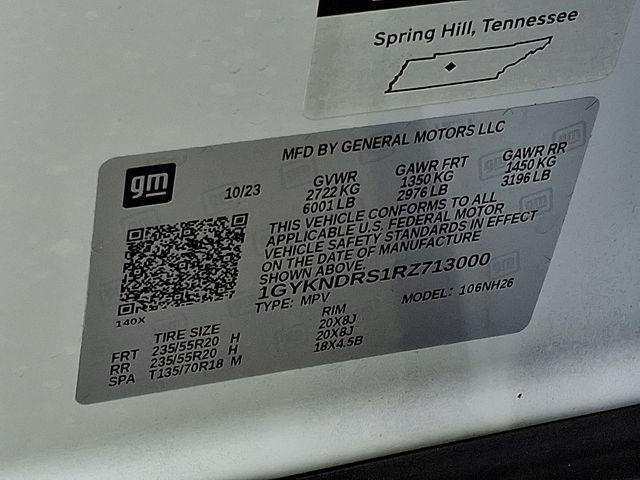 Spring Hill, Tennessee
MFD BY GENERAL MOTORS LLC
gm
10/23
GVWR GAWR FRT GAWR RR
2722 KG 1350 KG 1450 KG
6001 LB 2976 LB 3196 LB
THIS VEHICLE CONFORMS TO ALL
APPLICABLE U.S. FEDERAL MOTOR
VEHICLE SAFETY STANDARDS IN EFFECT
ON THE DATE OF MANUFACTURE
SHOWN ABOVE.
1GYKNDRS1RZ713000
TYPE: MPV MODEL: 106NH26
140X
TIRE SIZE RIM
FRT 235/55R20 H 20X8J
RR 235/55R20 H 20X8J
SPA T135/70R18 M 18X4.5B